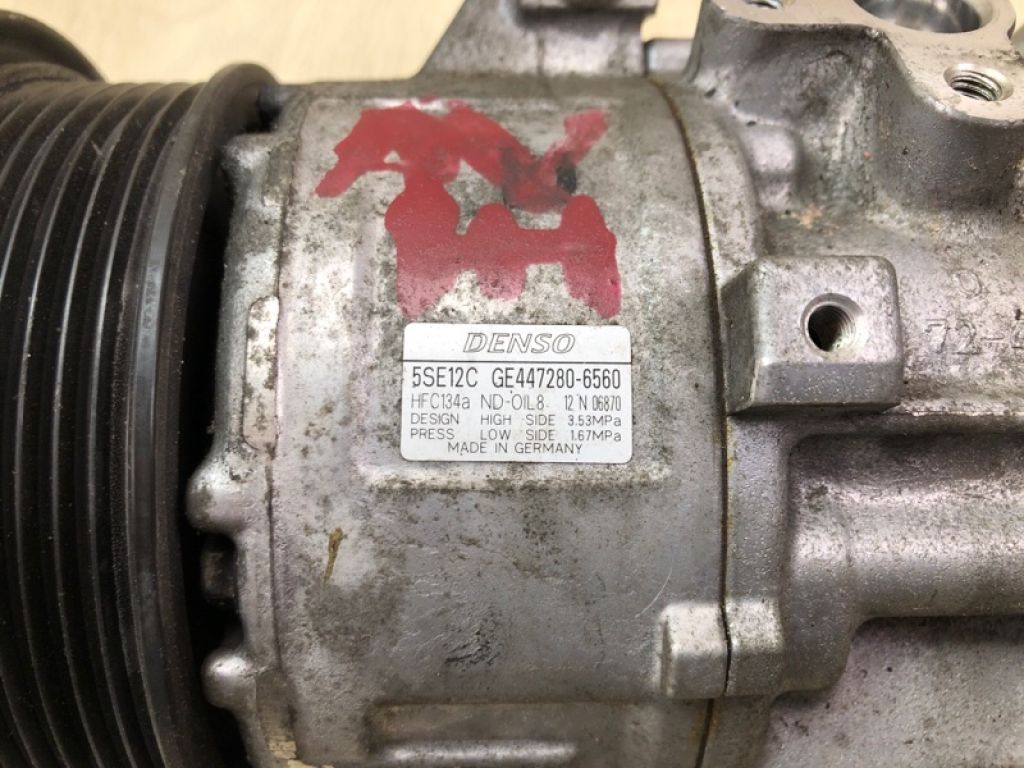 DENSO
5SE12C GE447280-6560
HFC134a ND-OIL8 12 N 06870
DESIGN HIGH SIDE 3.53MPa
PRESS LOW SIDE 1.67MPa
MADE IN GERMANY